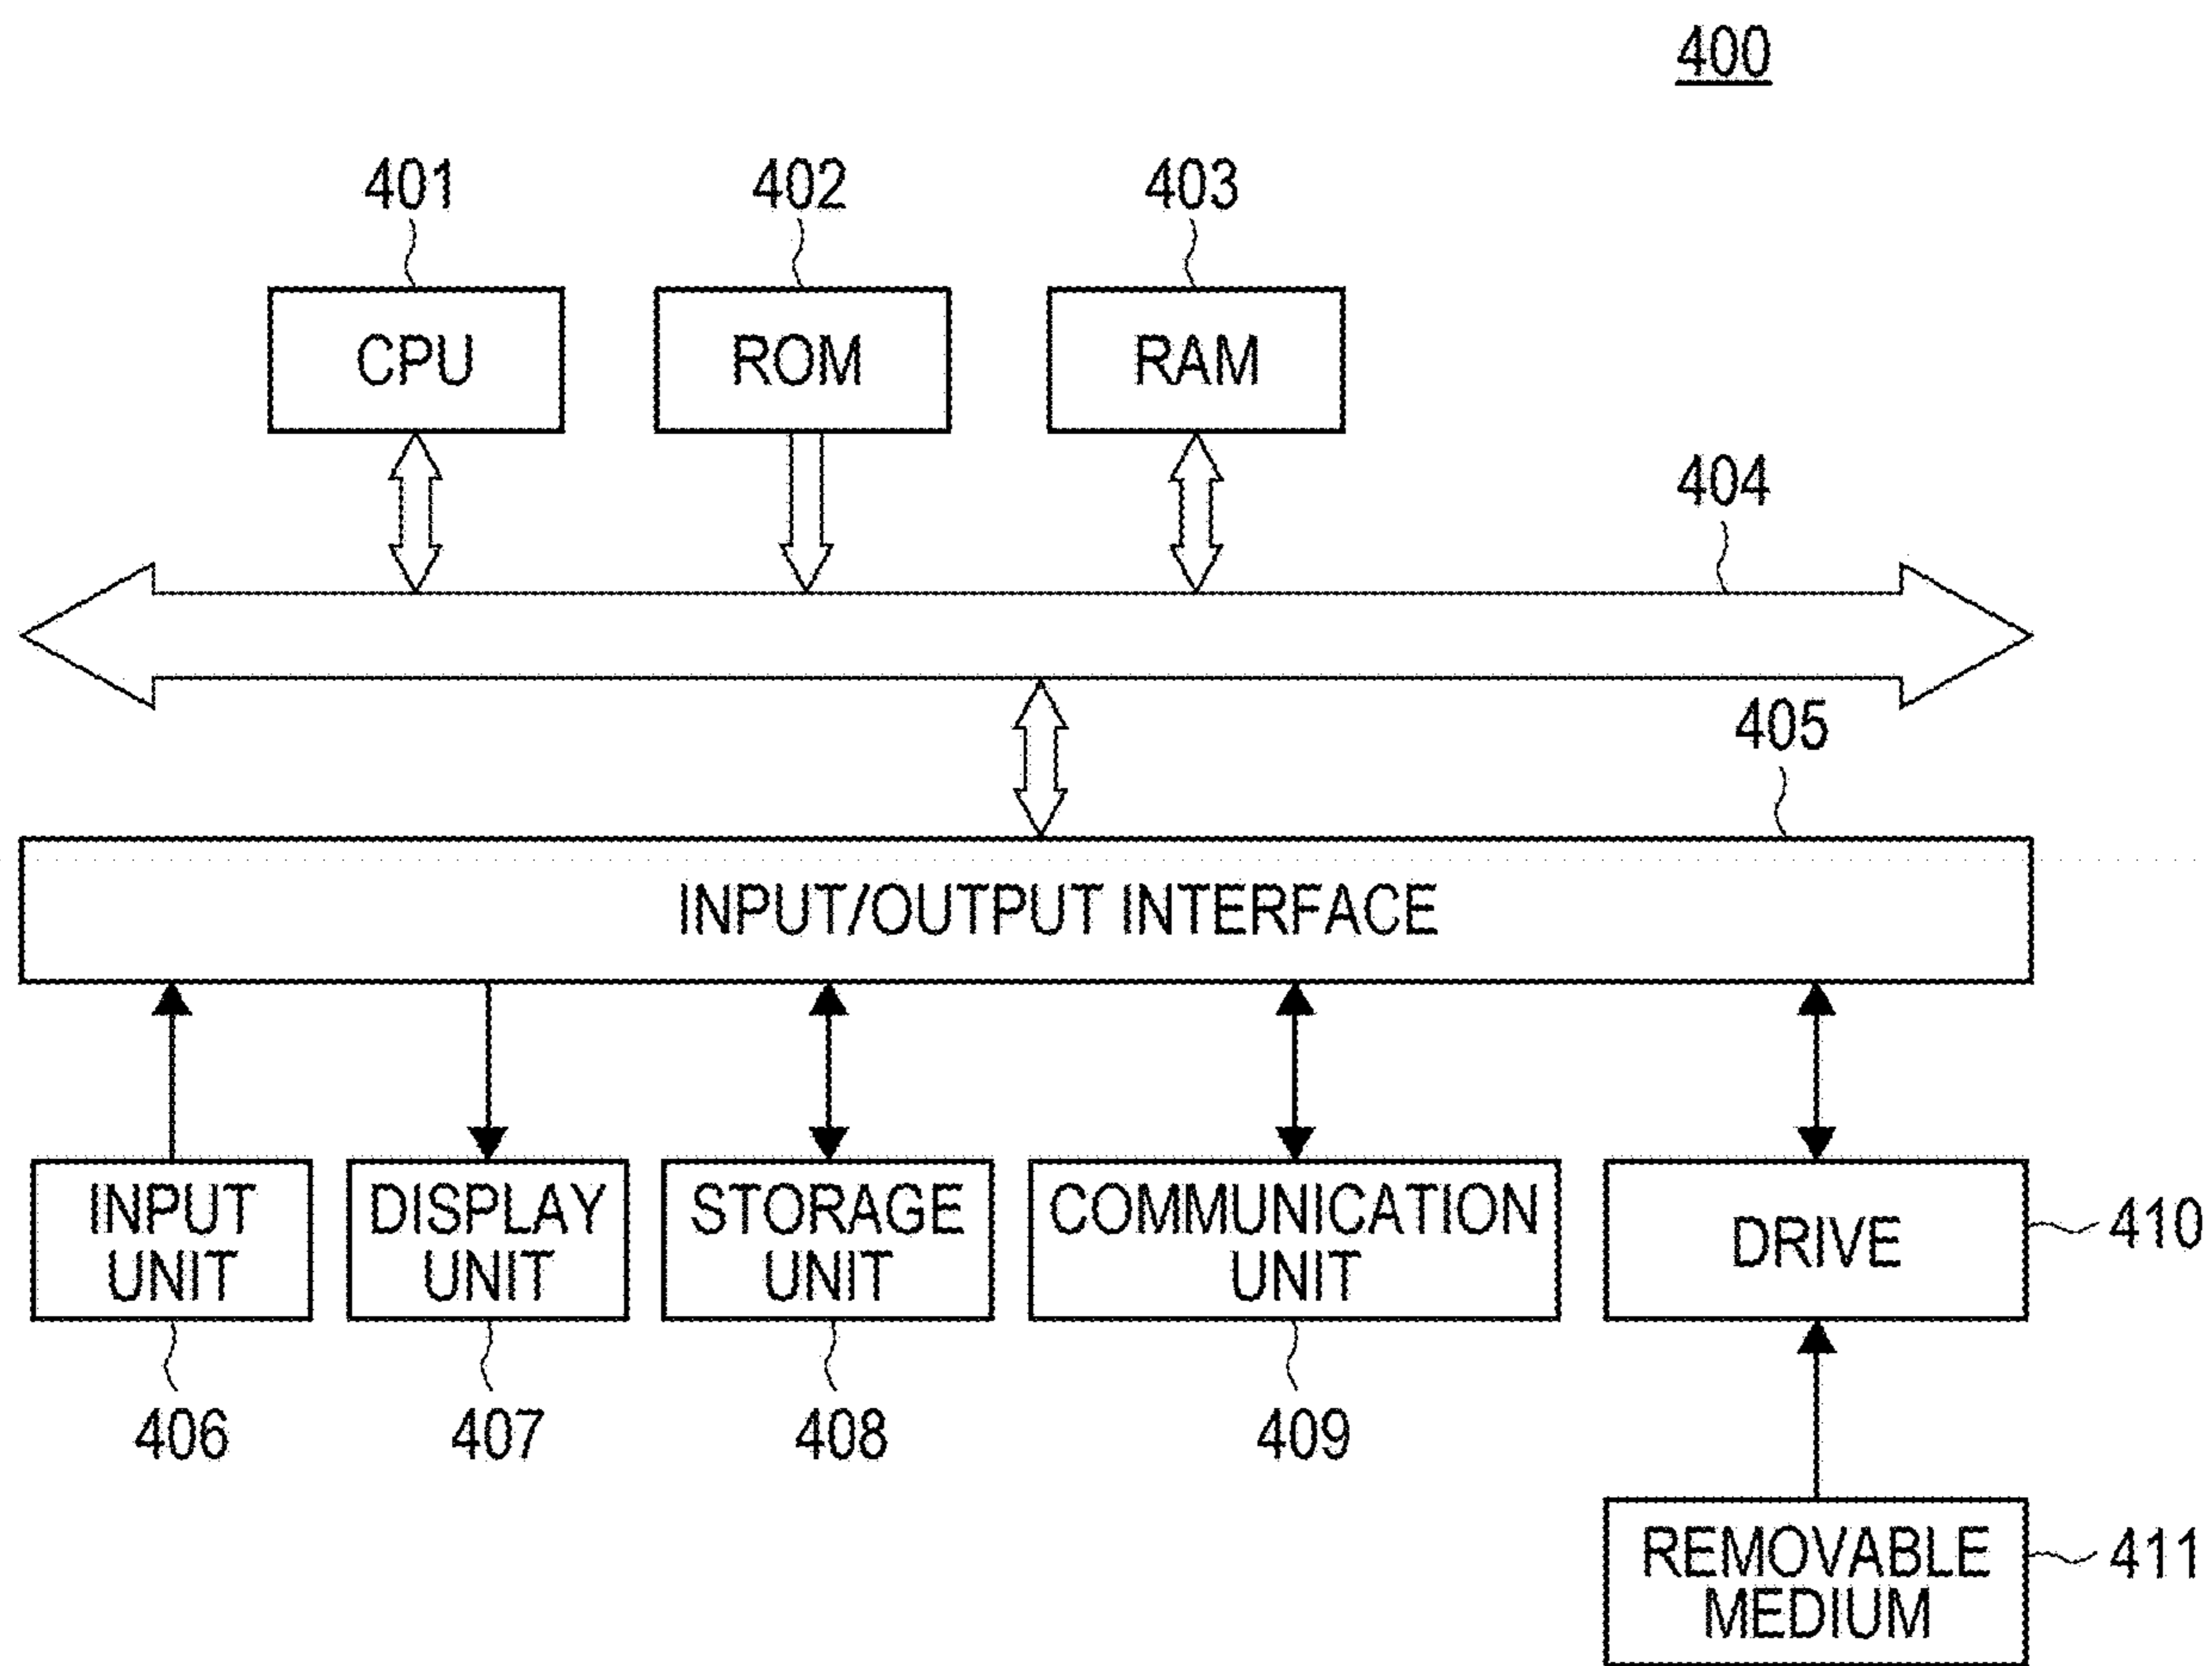 400
401
402
403
CPU
ROM
RAM
404
405
INPUT/OUTPUT INTERFACE
INPUT
UNIT
DISPLAY
UNIT
STORAGE
UNIT
COMMUNICATION
UNIT
DRIVE
410
406
407
408
409
REMOVABLE
MEDIUM
411